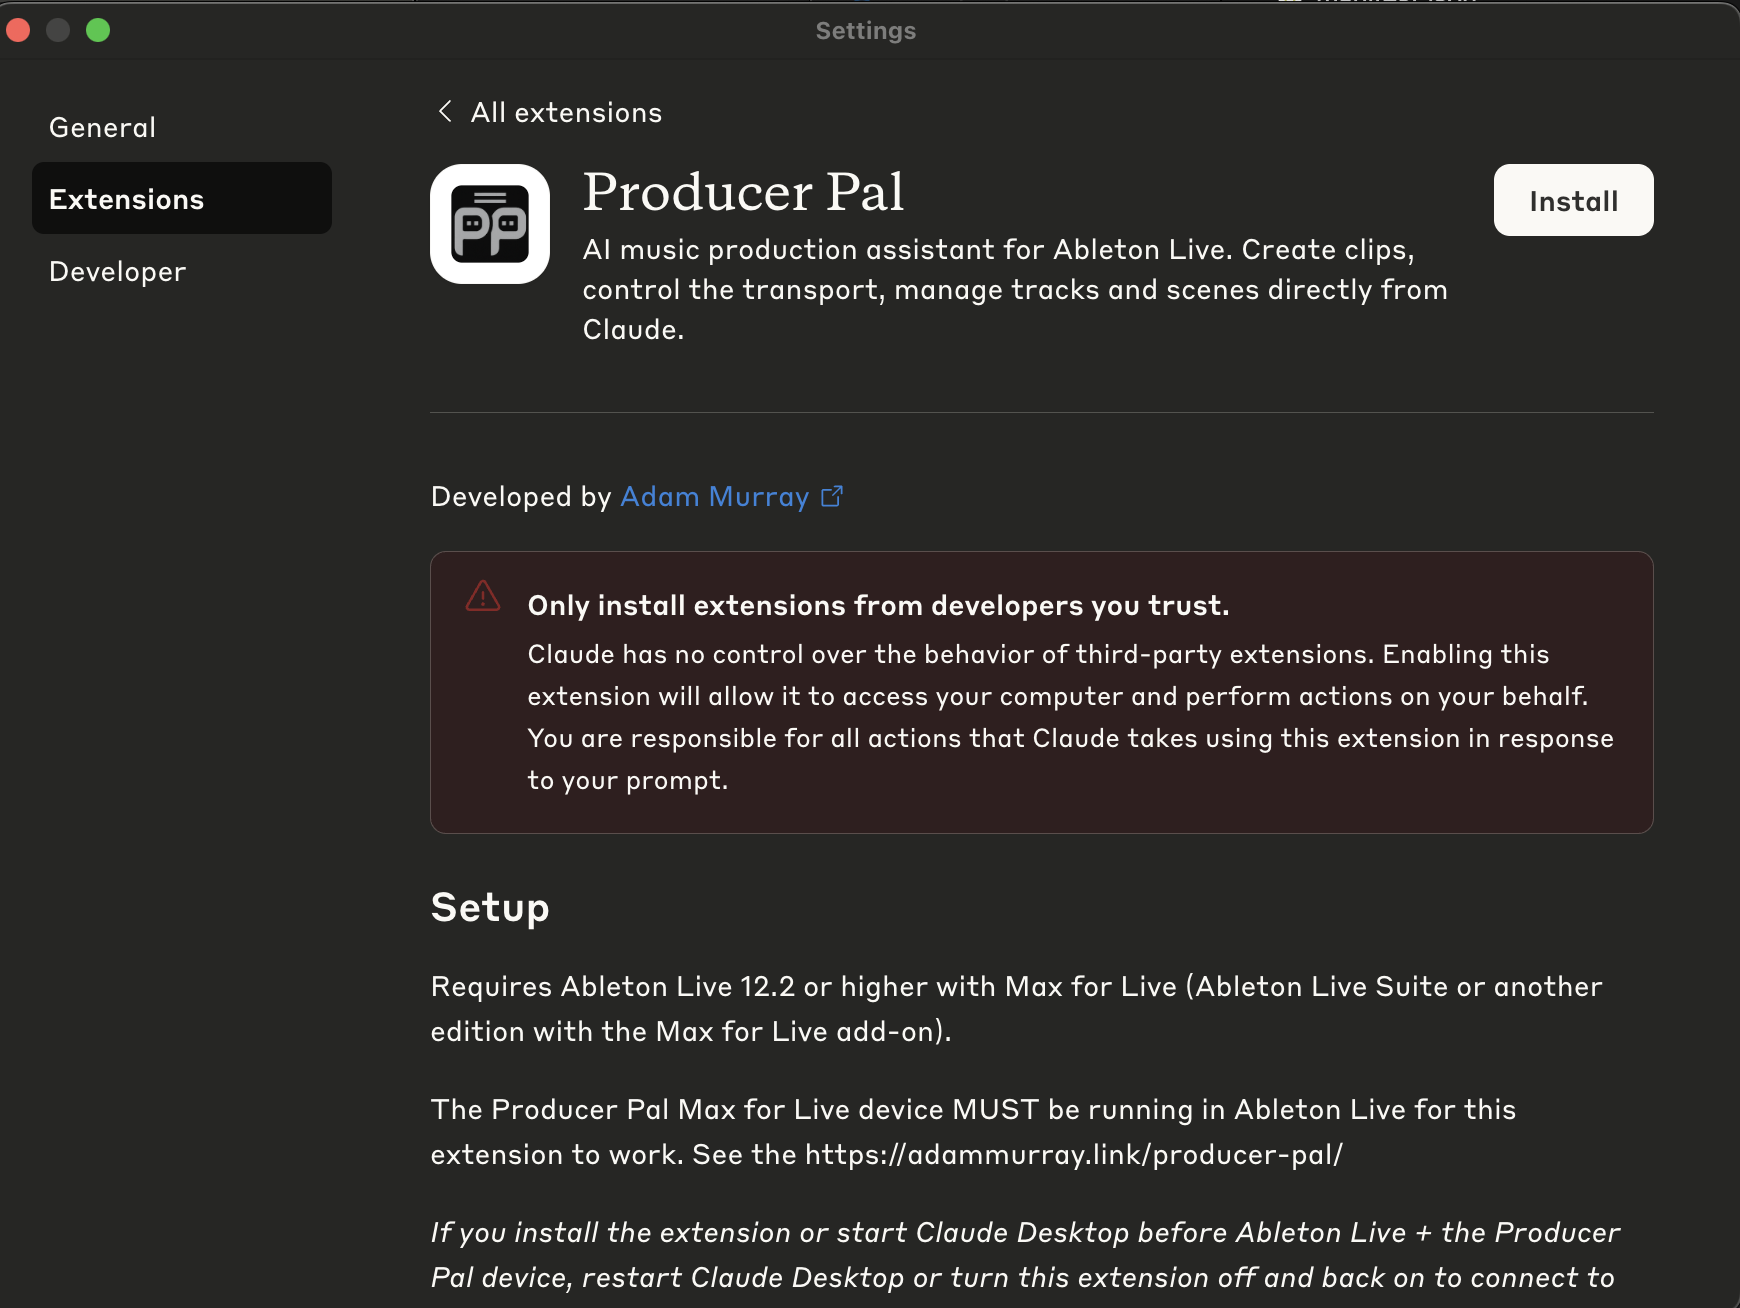 Settings
General
Extensions
Developer
All extensions
Producer Pal
Install
AI music production assistant for Ableton Live. Create clips,
control the transport, manage tracks and scenes directly from
Claude.
Developed by Adam Murray
Only install extensions from developers you trust.
Claude has no control over the behavior of third-party extensions. Enabling this
extension will allow it to access your computer and perform actions on your behalf.
You are responsible for all actions that Claude takes using this extension in response
to your prompt.
Setup
Requires Ableton Live 12.2 or higher with Max for Live (Ableton Live Suite or another
edition with the Max for Live add-on).
The Producer Pal Max for Live device MUST be running in Ableton Live for this
extension to work. See the https://adammurray.link/producer-pal/
If you install the extension or start Claude Desktop before Ableton Live + the Producer
Pal device, restart Claude Desktop or turn this extension off and back on to connect to